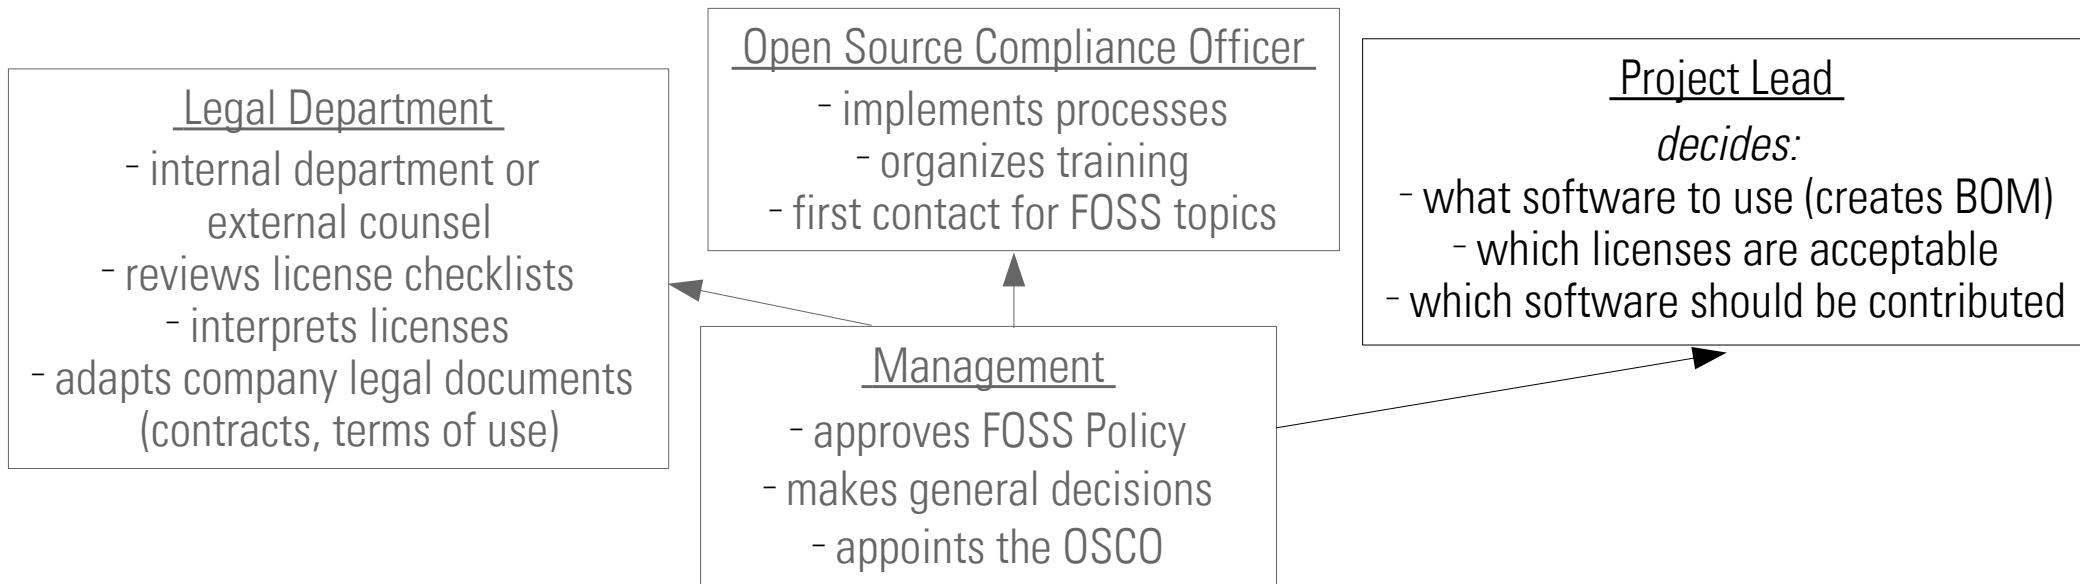 Legal Department
- internal department or
external counsel
- reviews license checklists
- interprets licenses
- adapts company legal documents
(contracts, terms of use)
Open Source Compliance Officer
- implements processes
- organizes training
- first contact for FOSS topics
Project Lead
decides:
- what software to use (creates BOM)
- which licenses are acceptable
- which software should be contributed
Management
- approves FOSS Policy
- makes general decisions
- appoints the OSCO